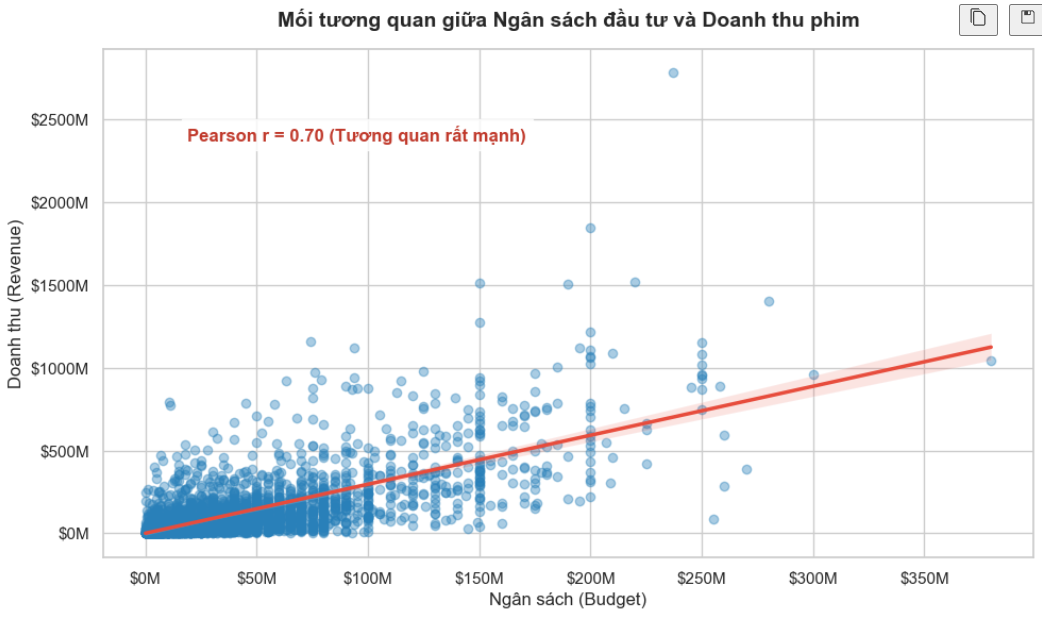 Mối tương quan giữa Ngân sách đầu tư và Doanh thu phim
$2500M
Pearson r = 0.70 (Tương quan rất mạnh)
$2000M
$1500M
$1000M
$500M
$0M
Doanh thu (Revenue)
$0M $50M $100M $150M $200M $250M $300M $350M
Ngân sách (Budget)